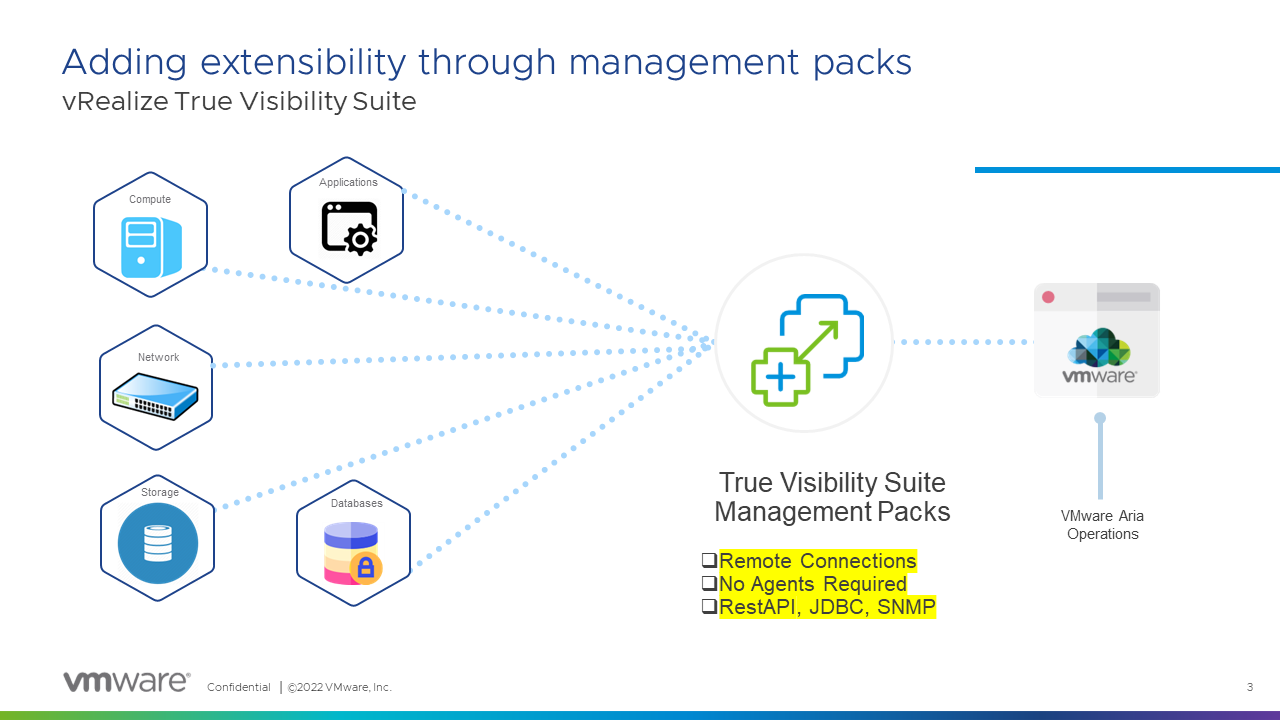 Adding extensibility through management packs
vRealize True Visibility Suite
Compute
Applications
Network
Storage
Databases
True Visibility Suite
Management Packs
❑Remote Connections
❑No Agents Required
❑RestAPI, JDBC, SNMP
vmware®
VMware Aria
Operations
vmware®
Confidential | ©2022 VMware, Inc.
3